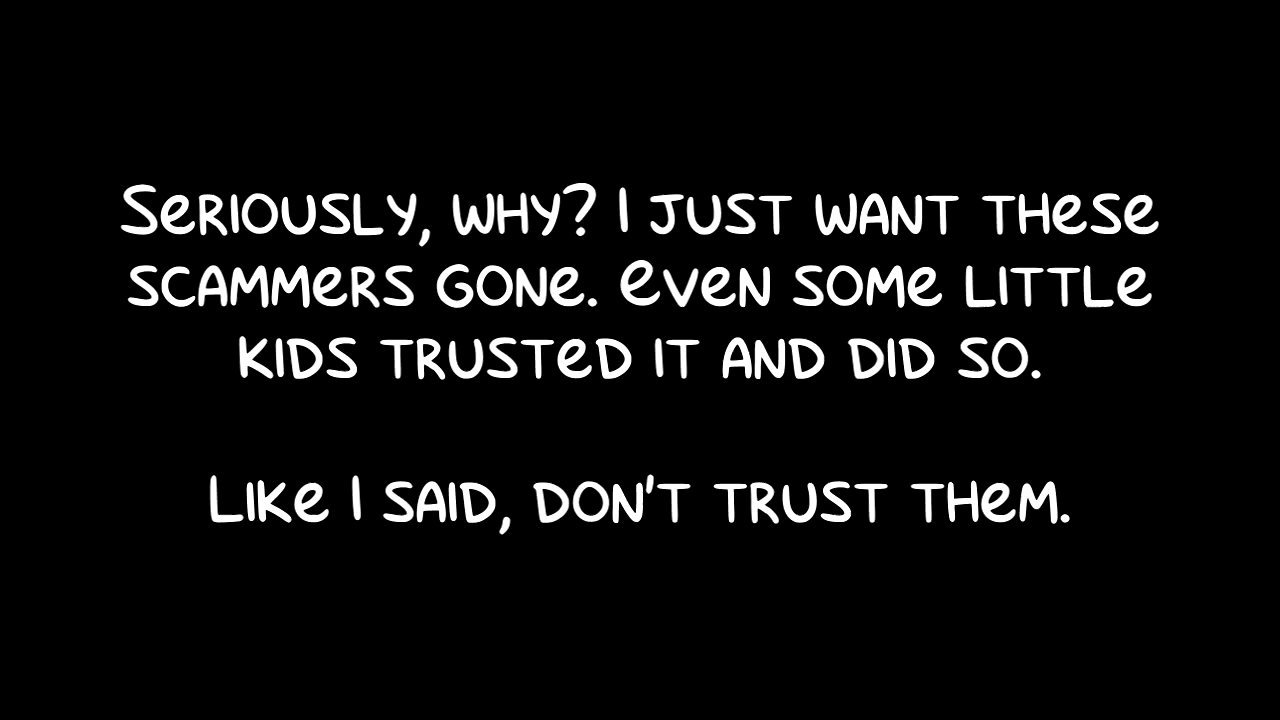 Seriously, why? I just want these
scammers gone. Even some little
kids trusted it and did so.
Like I said, don't trust them.